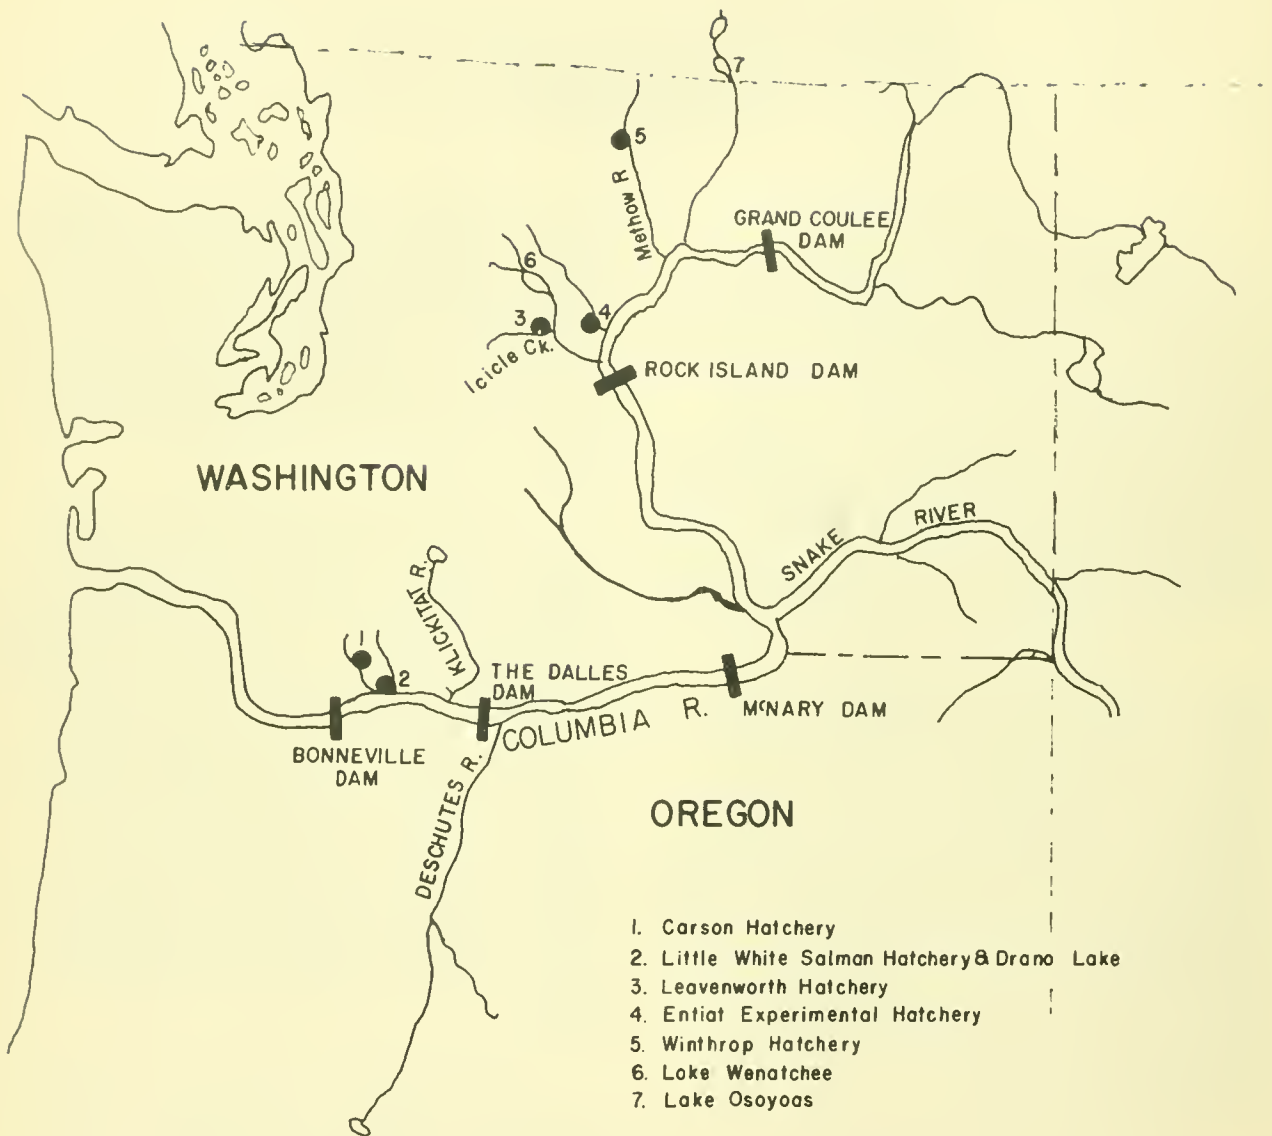 7
5
Methow R
GRAND COULEE
DAM
6
3
4
Icicle Ck.
ROCK ISLAND DAM
WASHINGTON
SNAKE RIVER
KLICKITAT R.
1
2
THE DALLES
DAM
COLUMBIA R.
McNARY DAM
BONNEVILLE
DAM
DESCHUTES R.
OREGON
1. Carson Hatchery
2. Little White Salman Hatchery & Drano Lake
3. Leavenworth Hatchery
4. Entiat Experimental Hatchery
5. Winthrop Hatchery
6. Lake Wenatchee
7. Lake Osoyoas